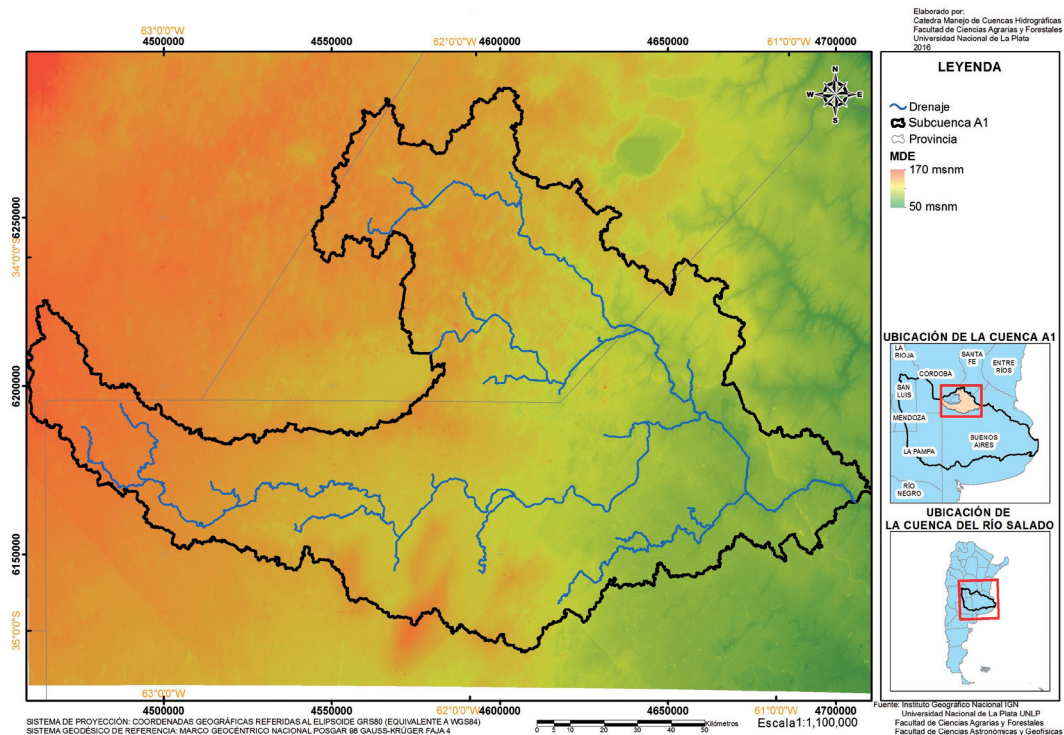 Elaborado por:
Catedra Manejo de Cuencas Hidrográficas
Facultad de Ciencias Agrarias y Forestales
Universidad Nacional de La Plata
2016
63°0'0"W
62°0'0"W
61°0'0"W
4500000
4550000
4600000
4650000
4700000
6250000
34°0'0"S
6200000
6150000
35°0'0"S
N
W
E
S
LEYENDA
Drenaje
Subcuenca A1
Provincia
MDE
170 msnm
50 msnm
UBICACIÓN DE LA CUENCA A1
LA RIOJA
SANTA FE
ENTRE RÍOS
CÓRDOBA
SAN LUIS
MENDOZA
BUENOS AIRES
LA PAMPA
RÍO NEGRO
UBICACIÓN DE
LA CUENCA DEL RÍO SALADO
63°0'0"W
62°0'0"W
61°0'0"W
4500000
4550000
4600000
4650000
4700000
SISTEMA DE PROYECCIÓN: COORDENADAS GEOGRÁFICAS REFERIDAS AL ELIPSOIDE GRS80 (EQUIVALENTE A WGS84)
SISTEMA GEODÉSICO DE REFERENCIA: MARCO GEOCÉNTRICO NACIONAL POSGAR 98 GAUSS-KRÜGER FAJA 4
0 5 10 20 30 40 50
Kilómetros
Escala1:1,100,000
Fuente: Instituto Geográfico Nacional IGN
Universidad Nacional de La Plata UNLP
Facultad de Ciencias Agrarias y Forestales
Facultad de Ciencias Astronómicas y Geofísicas